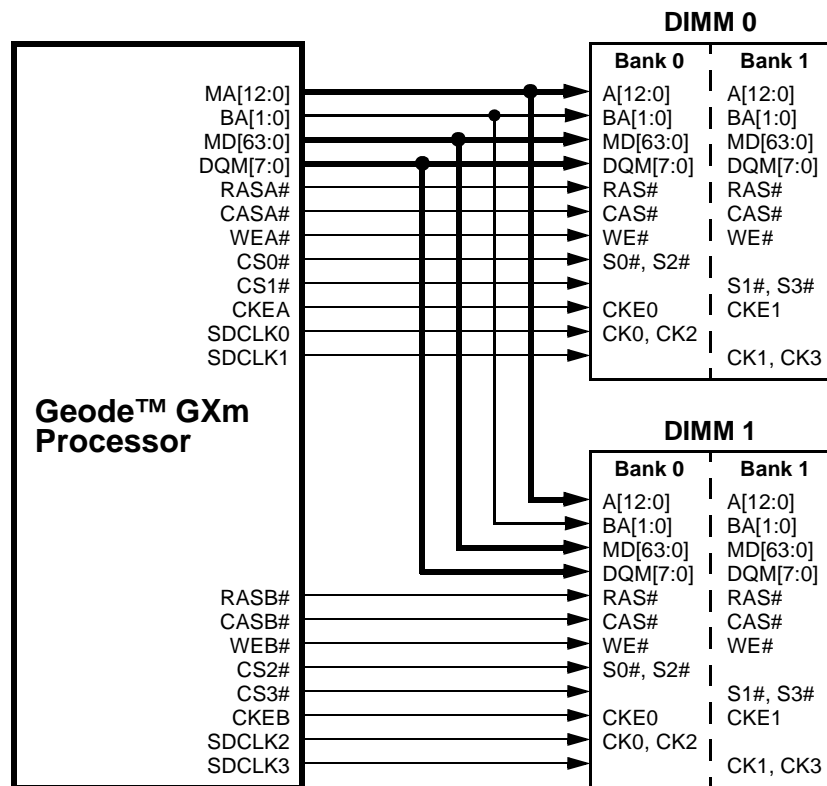 DIMM 0
Bank 0 Bank 1
MA[12:0] A[12:0] A[12:0]
BA[1:0] BA[1:0] BA[1:0]
MD[63:0] MD[63:0] MD[63:0]
DQM[7:0] DQM[7:0] DQM[7:0]
RASA# RAS# RAS#
CASA# CAS# CAS#
WEA# WE# WE#
CS0# S0#, S2#
CS1# S1#, S3#
CKEA CKE0 CKE1
SDCLK0 CK0, CK2
SDCLK1 CK1, CK3
Geode™ GXm
Processor
DIMM 1
Bank 0 Bank 1
A[12:0] A[12:0]
BA[1:0] BA[1:0]
MD[63:0] MD[63:0]
DQM[7:0] DQM[7:0]
RASB# RAS# RAS#
CASB# CAS# CAS#
WEB# WE# WE#
CS2# S0#, S2#
CS3# S1#, S3#
CKEB CKE0 CKE1
SDCLK2 CK0, CK2
SDCLK3 CK1, CK3